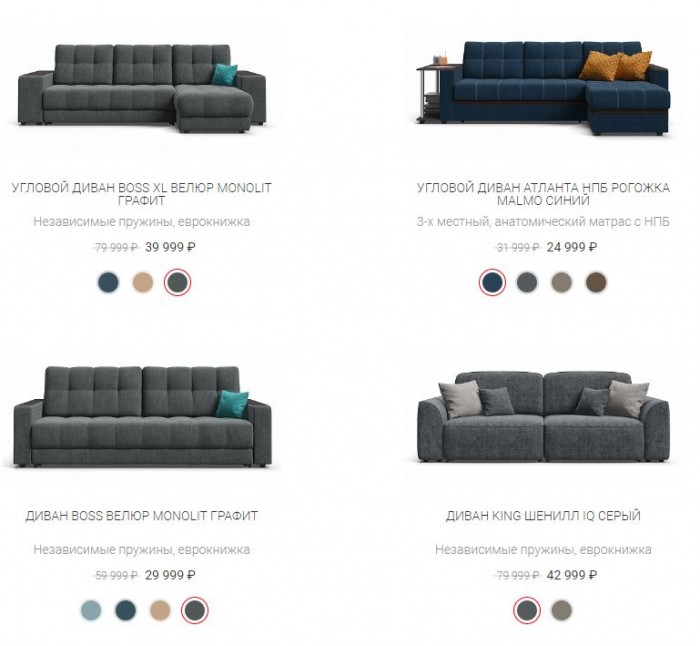 УГЛОВОЙ ДИВАН BOSS XL ВЕЛЮР MONOLIT
ГРАФИТ
Независимые пружины, еврокнижка
79 999 ₽ 39 999 ₽
УГЛОВОЙ ДИВАН АТЛАНТА НПБ РОГОЖКА
MALMO СИНИЙ
3-х местный, анатомический матрас с НПБ
31 999 ₽ 24 999 ₽
ДИВАН BOSS ВЕЛЮР MONOLIT ГРАФИТ
Независимые пружины, еврокнижка
59 999 ₽ 29 999 ₽
ДИВАН KING ШЕНИЛЛ IQ СЕРЫЙ
Независимые пружины, еврокнижка
79 999 ₽ 42 999 ₽